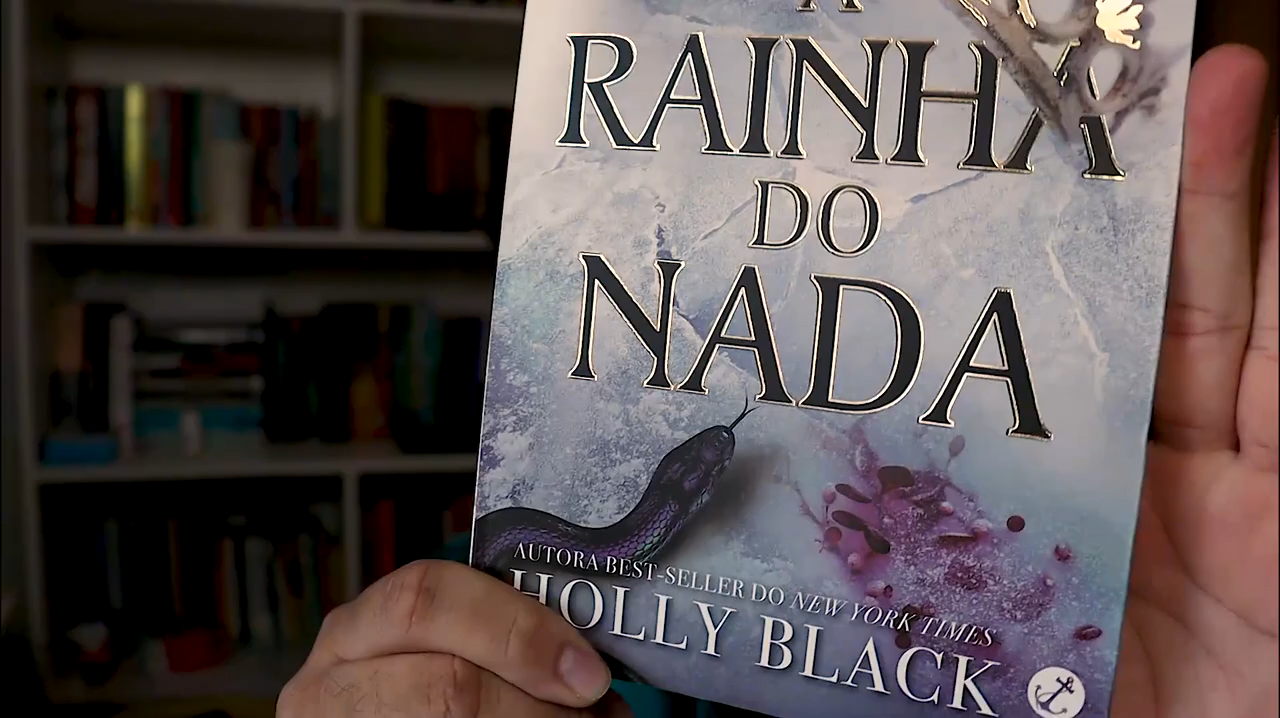 A
RAINHA
DO
NADA
AUTORA BEST-SELLER DO NEW YORK TIMES
HOLLY BLACK